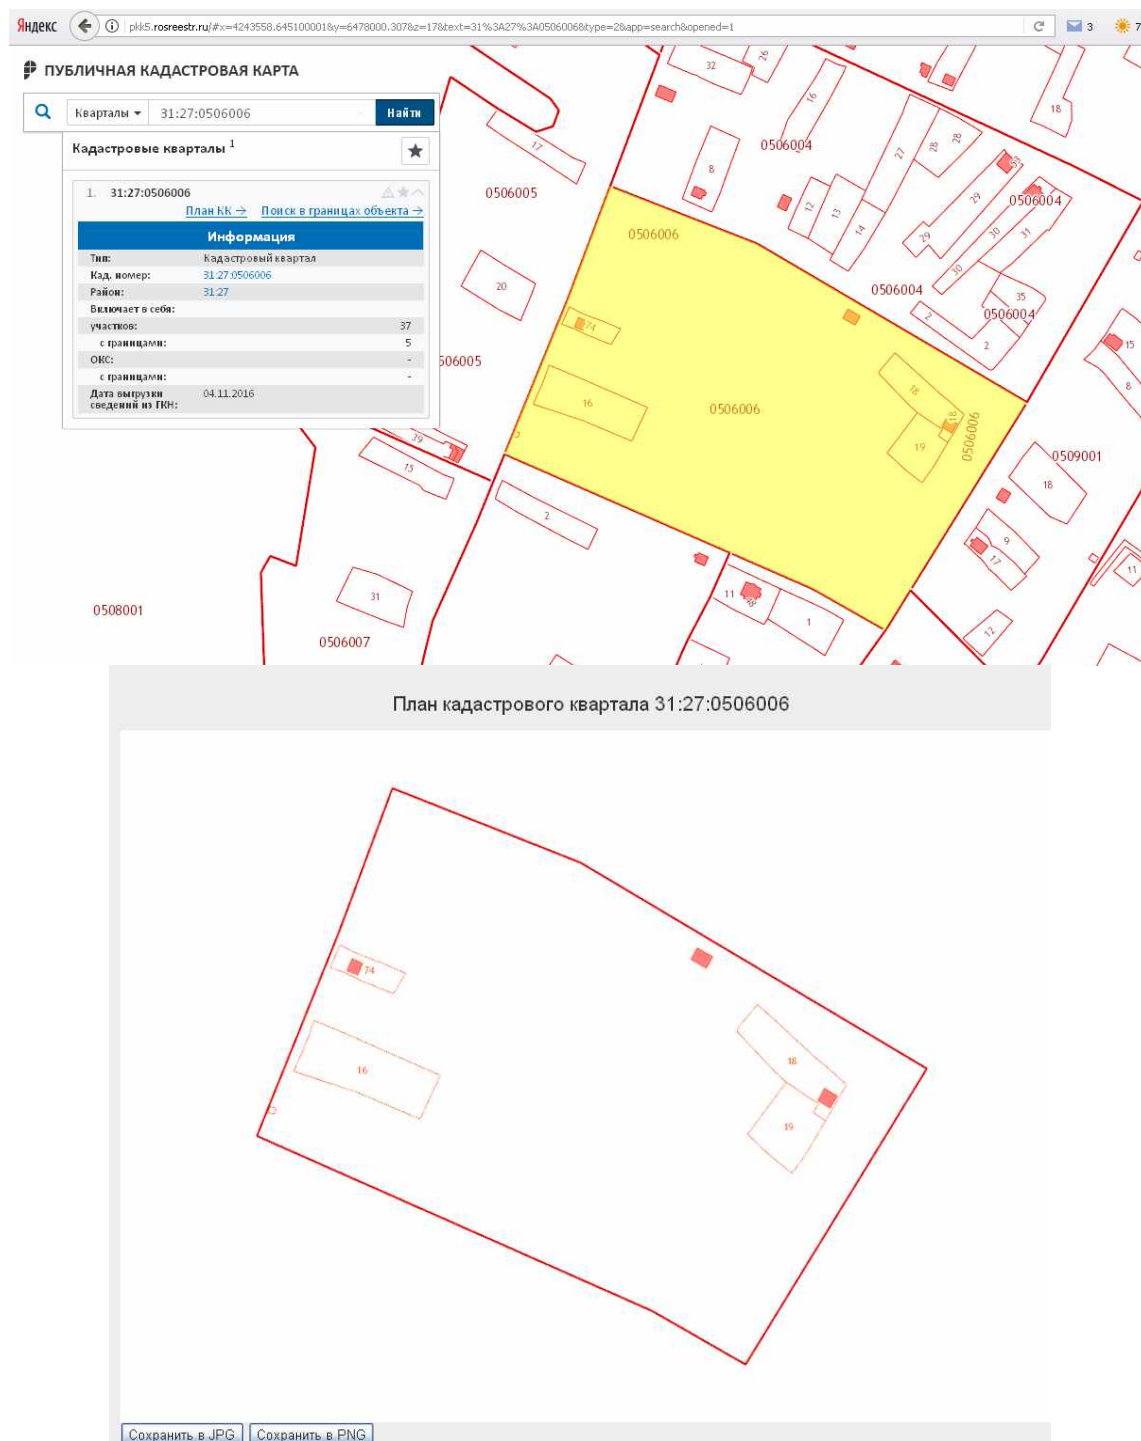 Яндекс
pkk5.rosreestr.ru/#x=4243558.645100001&y=6478000.307&z=17&text=31%3A27%3A0506006&type=2&app=search&opened=1
3
7
ПУБЛИЧНАЯ КАДАСТРОВАЯ КАРТА
Кварталы
31:27:0506006
Найти
Кадастровые кварталы 1
1. 31:27:0506006
План КК → Поиск в границах объекта →
Информация
Тип: Кадастровый квартал
Кад. номер: 31:27:0506006
Район: 31:27
Включает в себя:
участков: 37
с границами: 5
ОКС: -
с границами: -
Дата выгрузки 04.11.2016
сведений из ГКН:
32
26
16
18
17
0506004
8
27
28
28
33
0506005
12
13
14
29
0506004
31
30
29
30
0506006
20
0506004
35
0506004
2
2
15
74
0506005
18
8
16
0506006
18
0506006
19
39
15
0509001
18
2
9
17
11
31
11
48
1
12
0508001
0506007
План кадастрового квартала 31:27:0506006
74
16
18
19
Сохранить в JPG
Сохранить в PNG